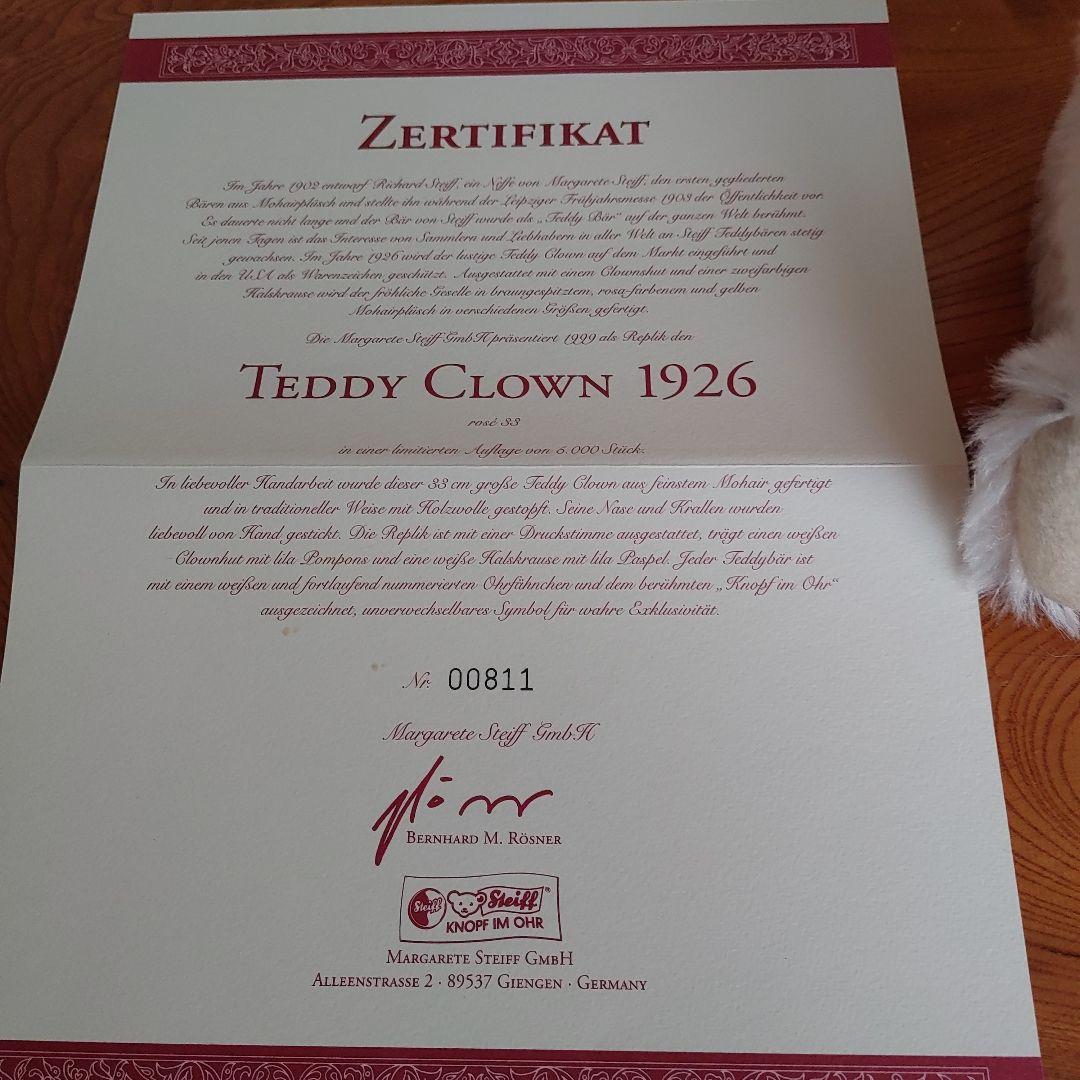 ZERTIFIKAT
Im Jahre 1902 entwarf Richard Steiff, ein Neffe von Margarete Steiff, den ersten gegliederten
Bären aus Mohairplüsch und stellte ihn während der Leipziger Frühjahrsmesse 1903 der Öffentlichkeit vor.
Es dauerte nicht lange und der Bär von Steiff wurde als „Teddy Bär“ auf der ganzen Welt berühmt.
Seit jenen Tagen ist das Interesse von Sammlern und Liebhabern in aller Welt an Steiff Teddybären stetig
gewachsen. Im Jahre 1926 wird der lustige Teddy Clown auf dem Markt eingeführt und
in den USA als Warenzeichen geschützt. Ausgestattet mit einem Clownshut und einer zweifarbigen
Halskrause wird der fröhliche Geselle in braungespitztem, rosa-farbenem und gelben
Mohairplüsch in verschiedenen Größen gefertigt.
Die Margarete Steiff GmbH präsentiert 1999 als Replik den
TEDDY CLOWN 1926
rosé 33
in einer limitierten Auflage von 5.000 Stück.
In liebevoller Handarbeit wurde dieser 33 cm große Teddy Clown aus feinstem Mohair gefertigt
und in traditioneller Weise mit Holzwolle gestopft. Seine Nase und Krallen wurden
liebevoll von Hand gestickt. Die Replik ist mit einer Druckstimme ausgestattet, trägt einen weißen
Clownhut mit lila Pompons und eine weiße Halskrause mit lila Paspel. Jeder Teddybär ist
mit einem weißen und fortlaufend nummerierten Ohrfähnchen und dem berühmten „Knopf im Ohr“
ausgezeichnet, unverwechselbares Symbol für wahre Exklusivität.
Nr. 00811
Margarete Steiff GmbH
BERNHARD M. RÖSNER
Steiff Steiff®
KNOPF IM OHR
MARGARETE STEIFF GMBH
ALLEENSTRASSE 2 · 89537 GIENGEN · GERMANY